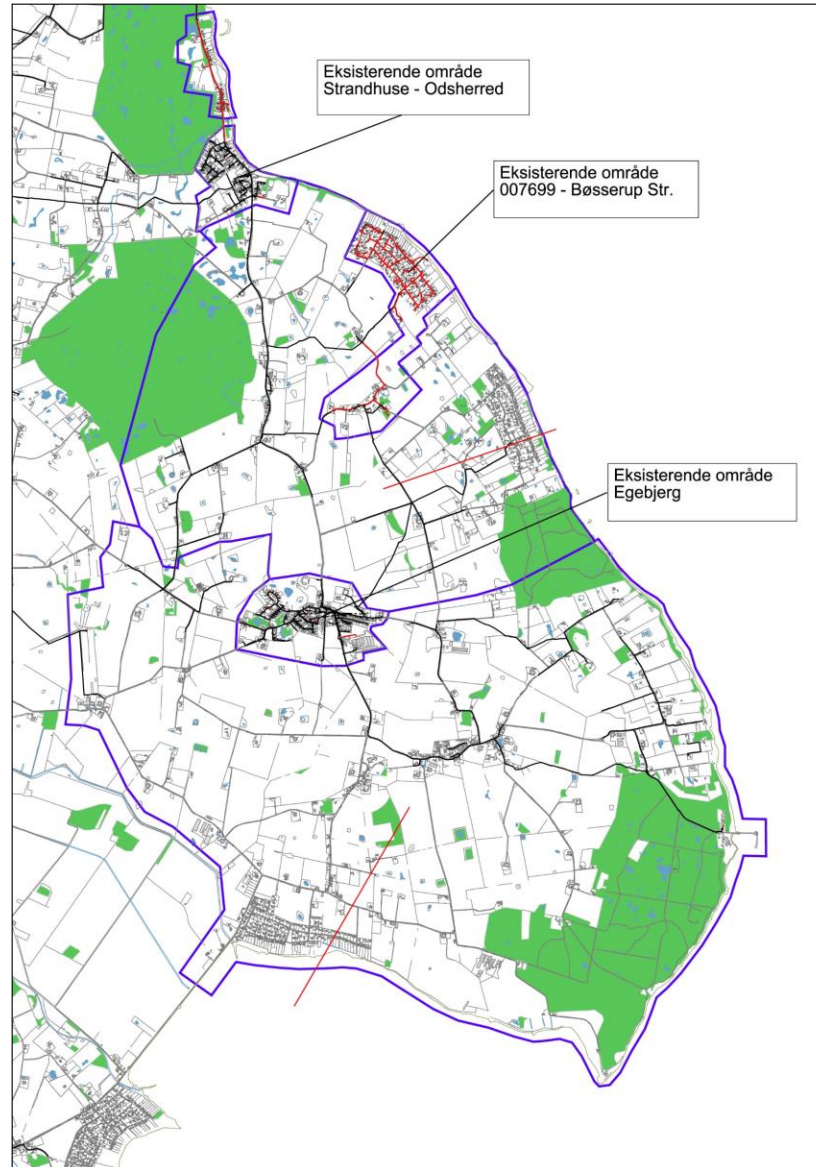 Eksisterende område
Strandhuse - Odsherred
Eksisterende område
007699 - Bøsserup Str.
Eksisterende område
Egebjerg